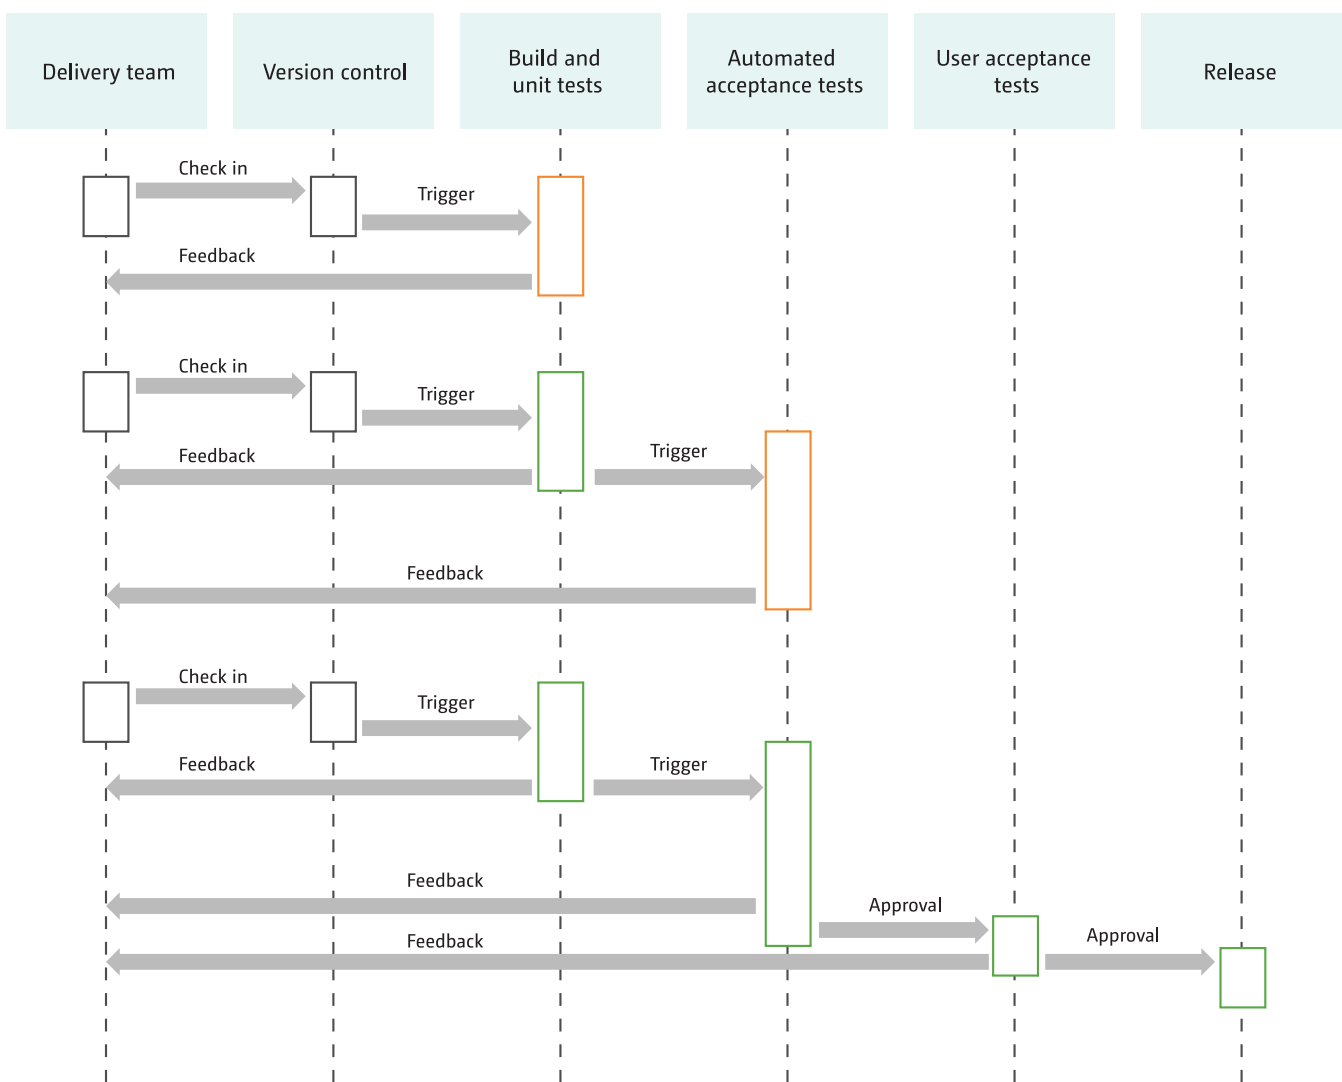 Delivery team
Version control
Build and
unit tests
Automated
acceptance tests
User acceptance
tests
Release
Check in
Trigger
Feedback
Check in
Trigger
Feedback
Trigger
Feedback
Check in
Trigger
Feedback
Trigger
Feedback
Approval
Feedback
Approval